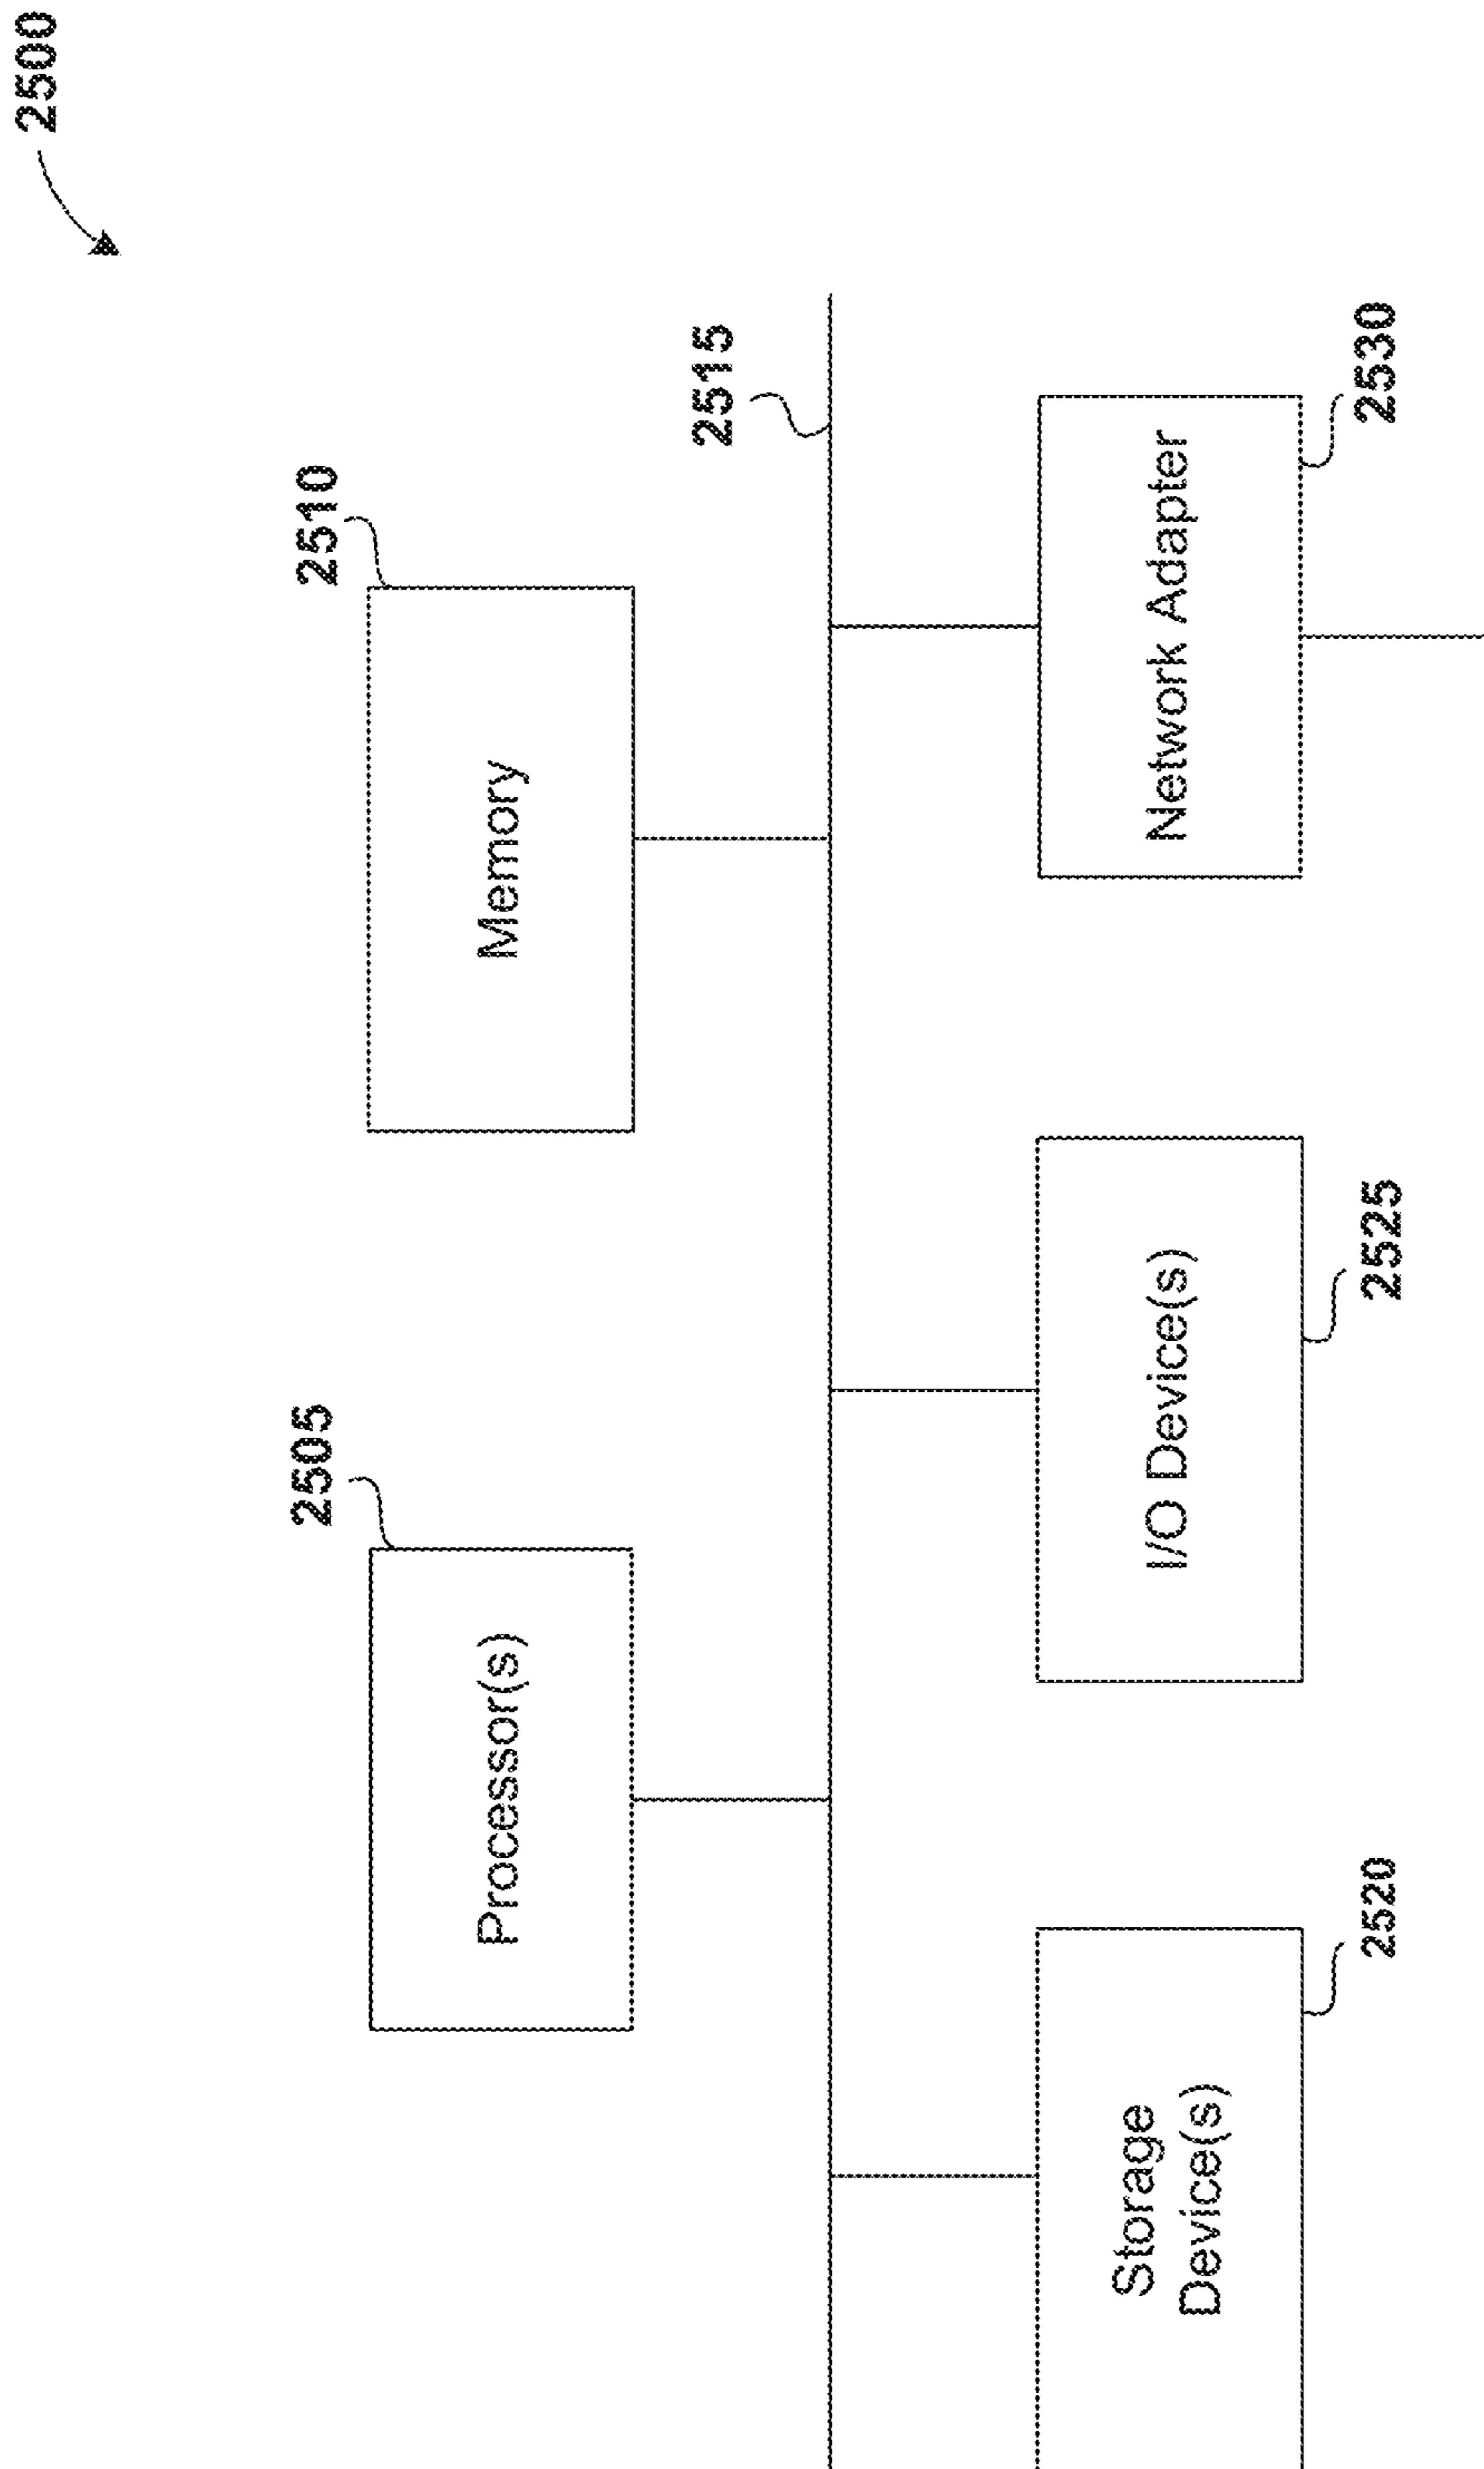 2500
2505
Processor(s)
2510
Memory
2515
Storage
Device(s)
2520
I/O Device(s)
2525
Network Adapter
2530